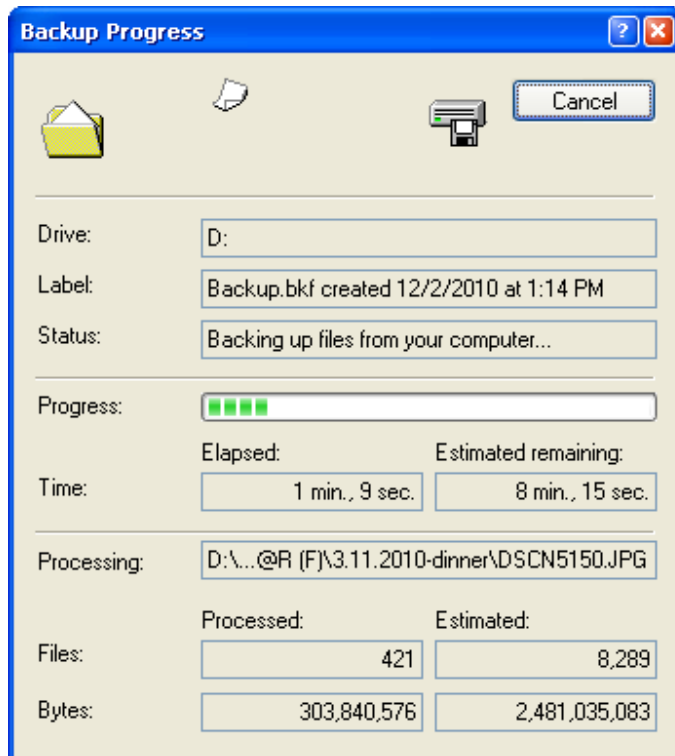 Backup Progress
Cancel
Drive: D:
Label: Backup.bkf created 12/2/2010 at 1:14 PM
Status: Backing up files from your computer...
Progress:
Elapsed: Estimated remaining:
Time: 1 min., 9 sec. 8 min., 15 sec.
Processing: D:\...@R (F)\3.11.2010-dinner\DSCN5150.JPG
Processed: Estimated:
Files: 421 8,289
Bytes: 303,840,576 2,481,035,083